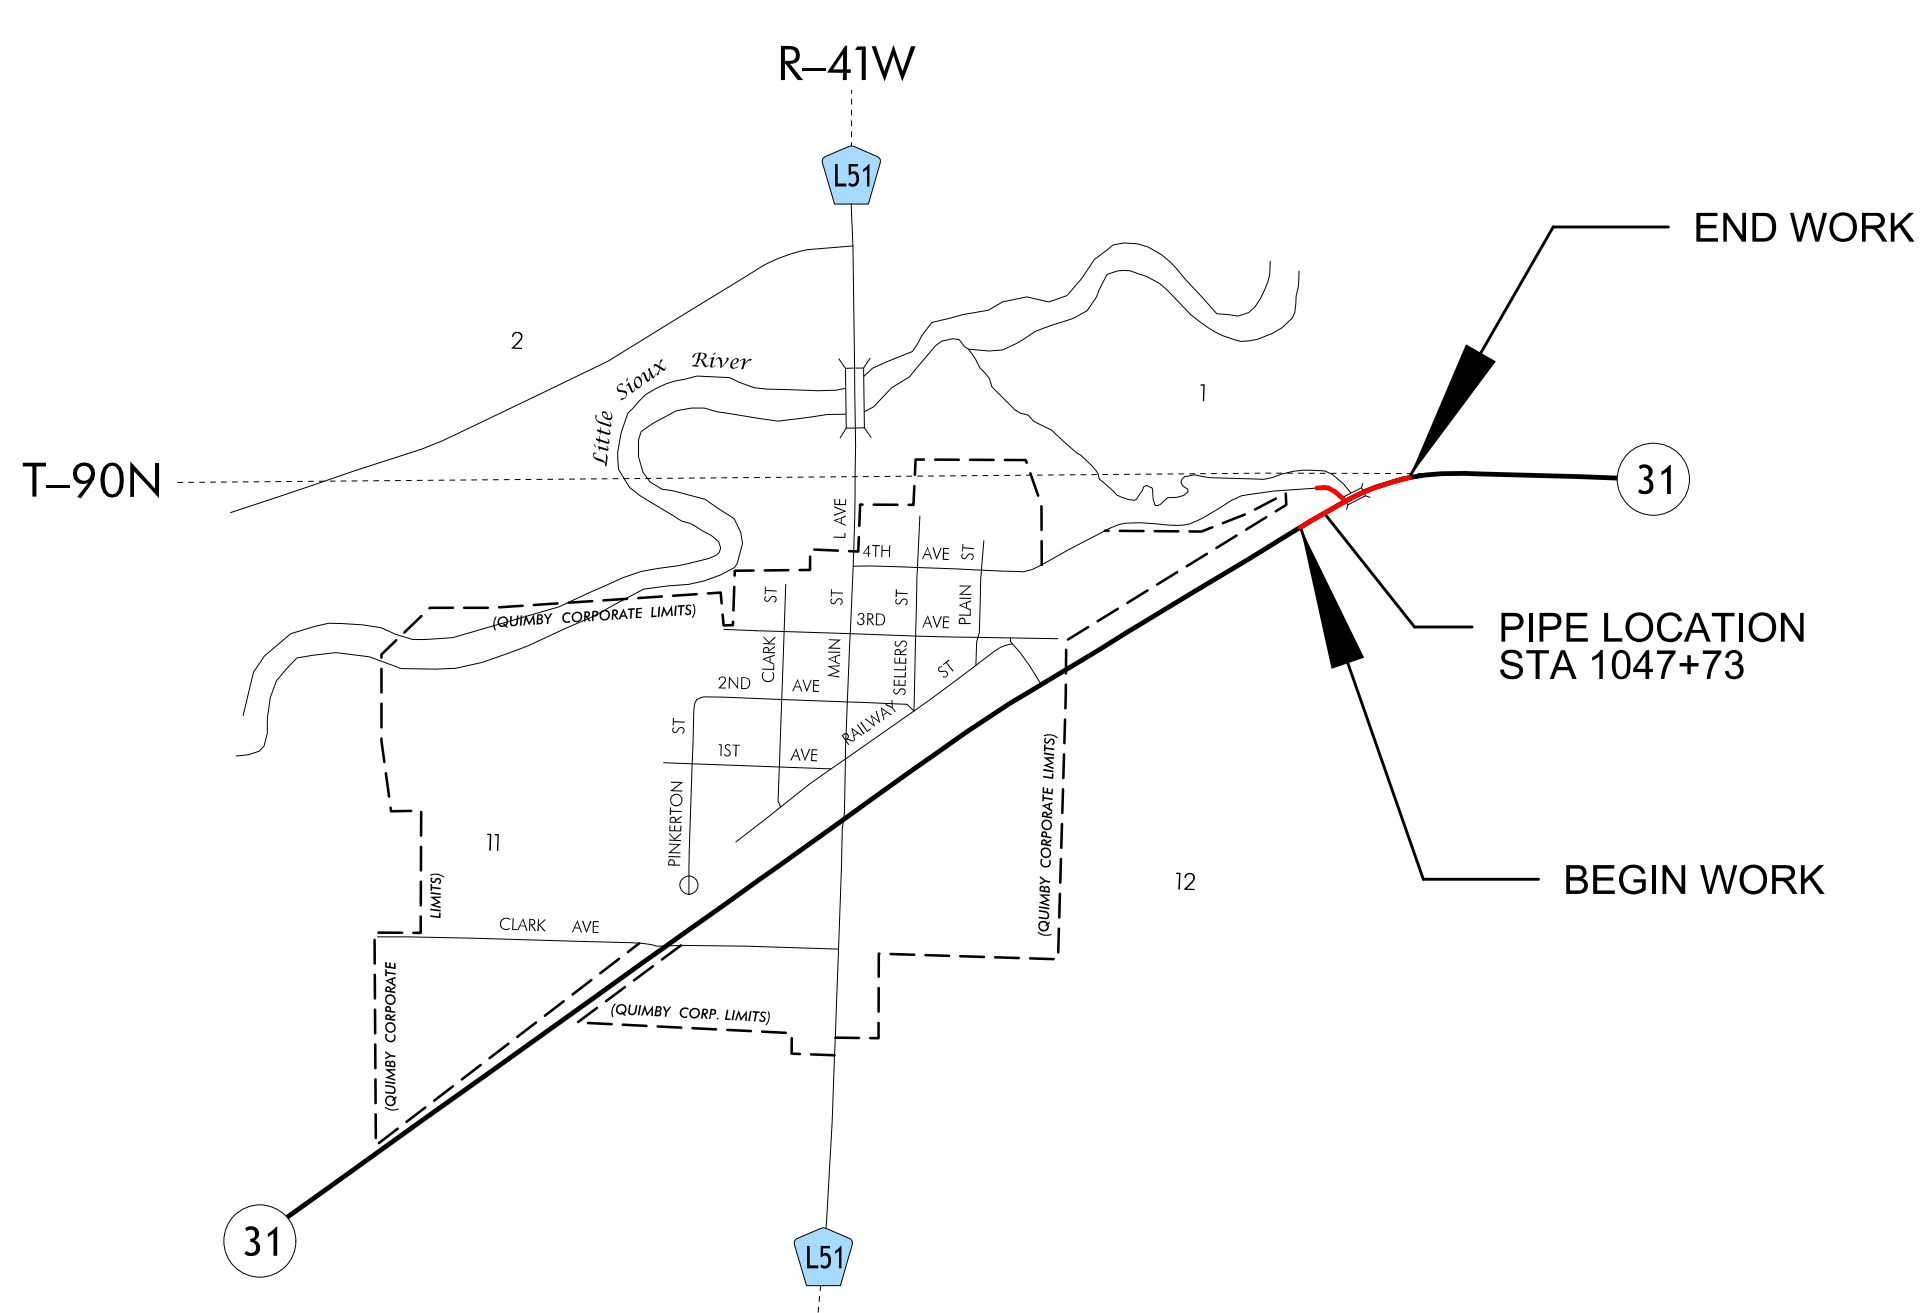 R–41W
L51
END WORK
2
Little Sioux River
1
T–90N
31
L AVE
4TH AVE
ST
PLAIN
ST
CLARK
ST
MAIN
ST
SELLERS
3RD AVE
(QUIMBY CORPORATE LIMITS)
PIPE LOCATION
STA 1047+73
2ND AVE
RAILWAY ST
ST
PINKERTON
1ST AVE
(QUIMBY CORPORATE LIMITS)
11
12
BEGIN WORK
LIMITS)
(QUIMBY CORPORATE
CLARK AVE
(QUIMBY CORP. LIMITS)
31
L51